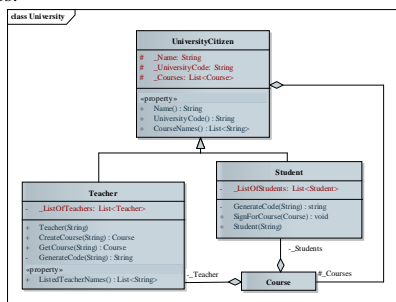 class University
UniversityCitizen
# _Name: String
# _UniversityCode: String
# _Courses: List<Course>
«property»
+ Name() : String
+ UniversityCode() : String
+ CourseNames() : List<String>
Student
- _ListOfStudents: List<Student>
- GenerateCode(String) : string
+ SignForCourse(Course) : void
+ Student(String)
Teacher
- _ListOfTeachers: List<Teacher>
+ Teacher(String)
+ CreateCourse(String) : Course
+ GetCourse(String) : Course
- GenerateCode(String) : String
«property»
+ ListedTeacherNames() : List<String>
-_Students
-_Teacher
#_Courses
Course